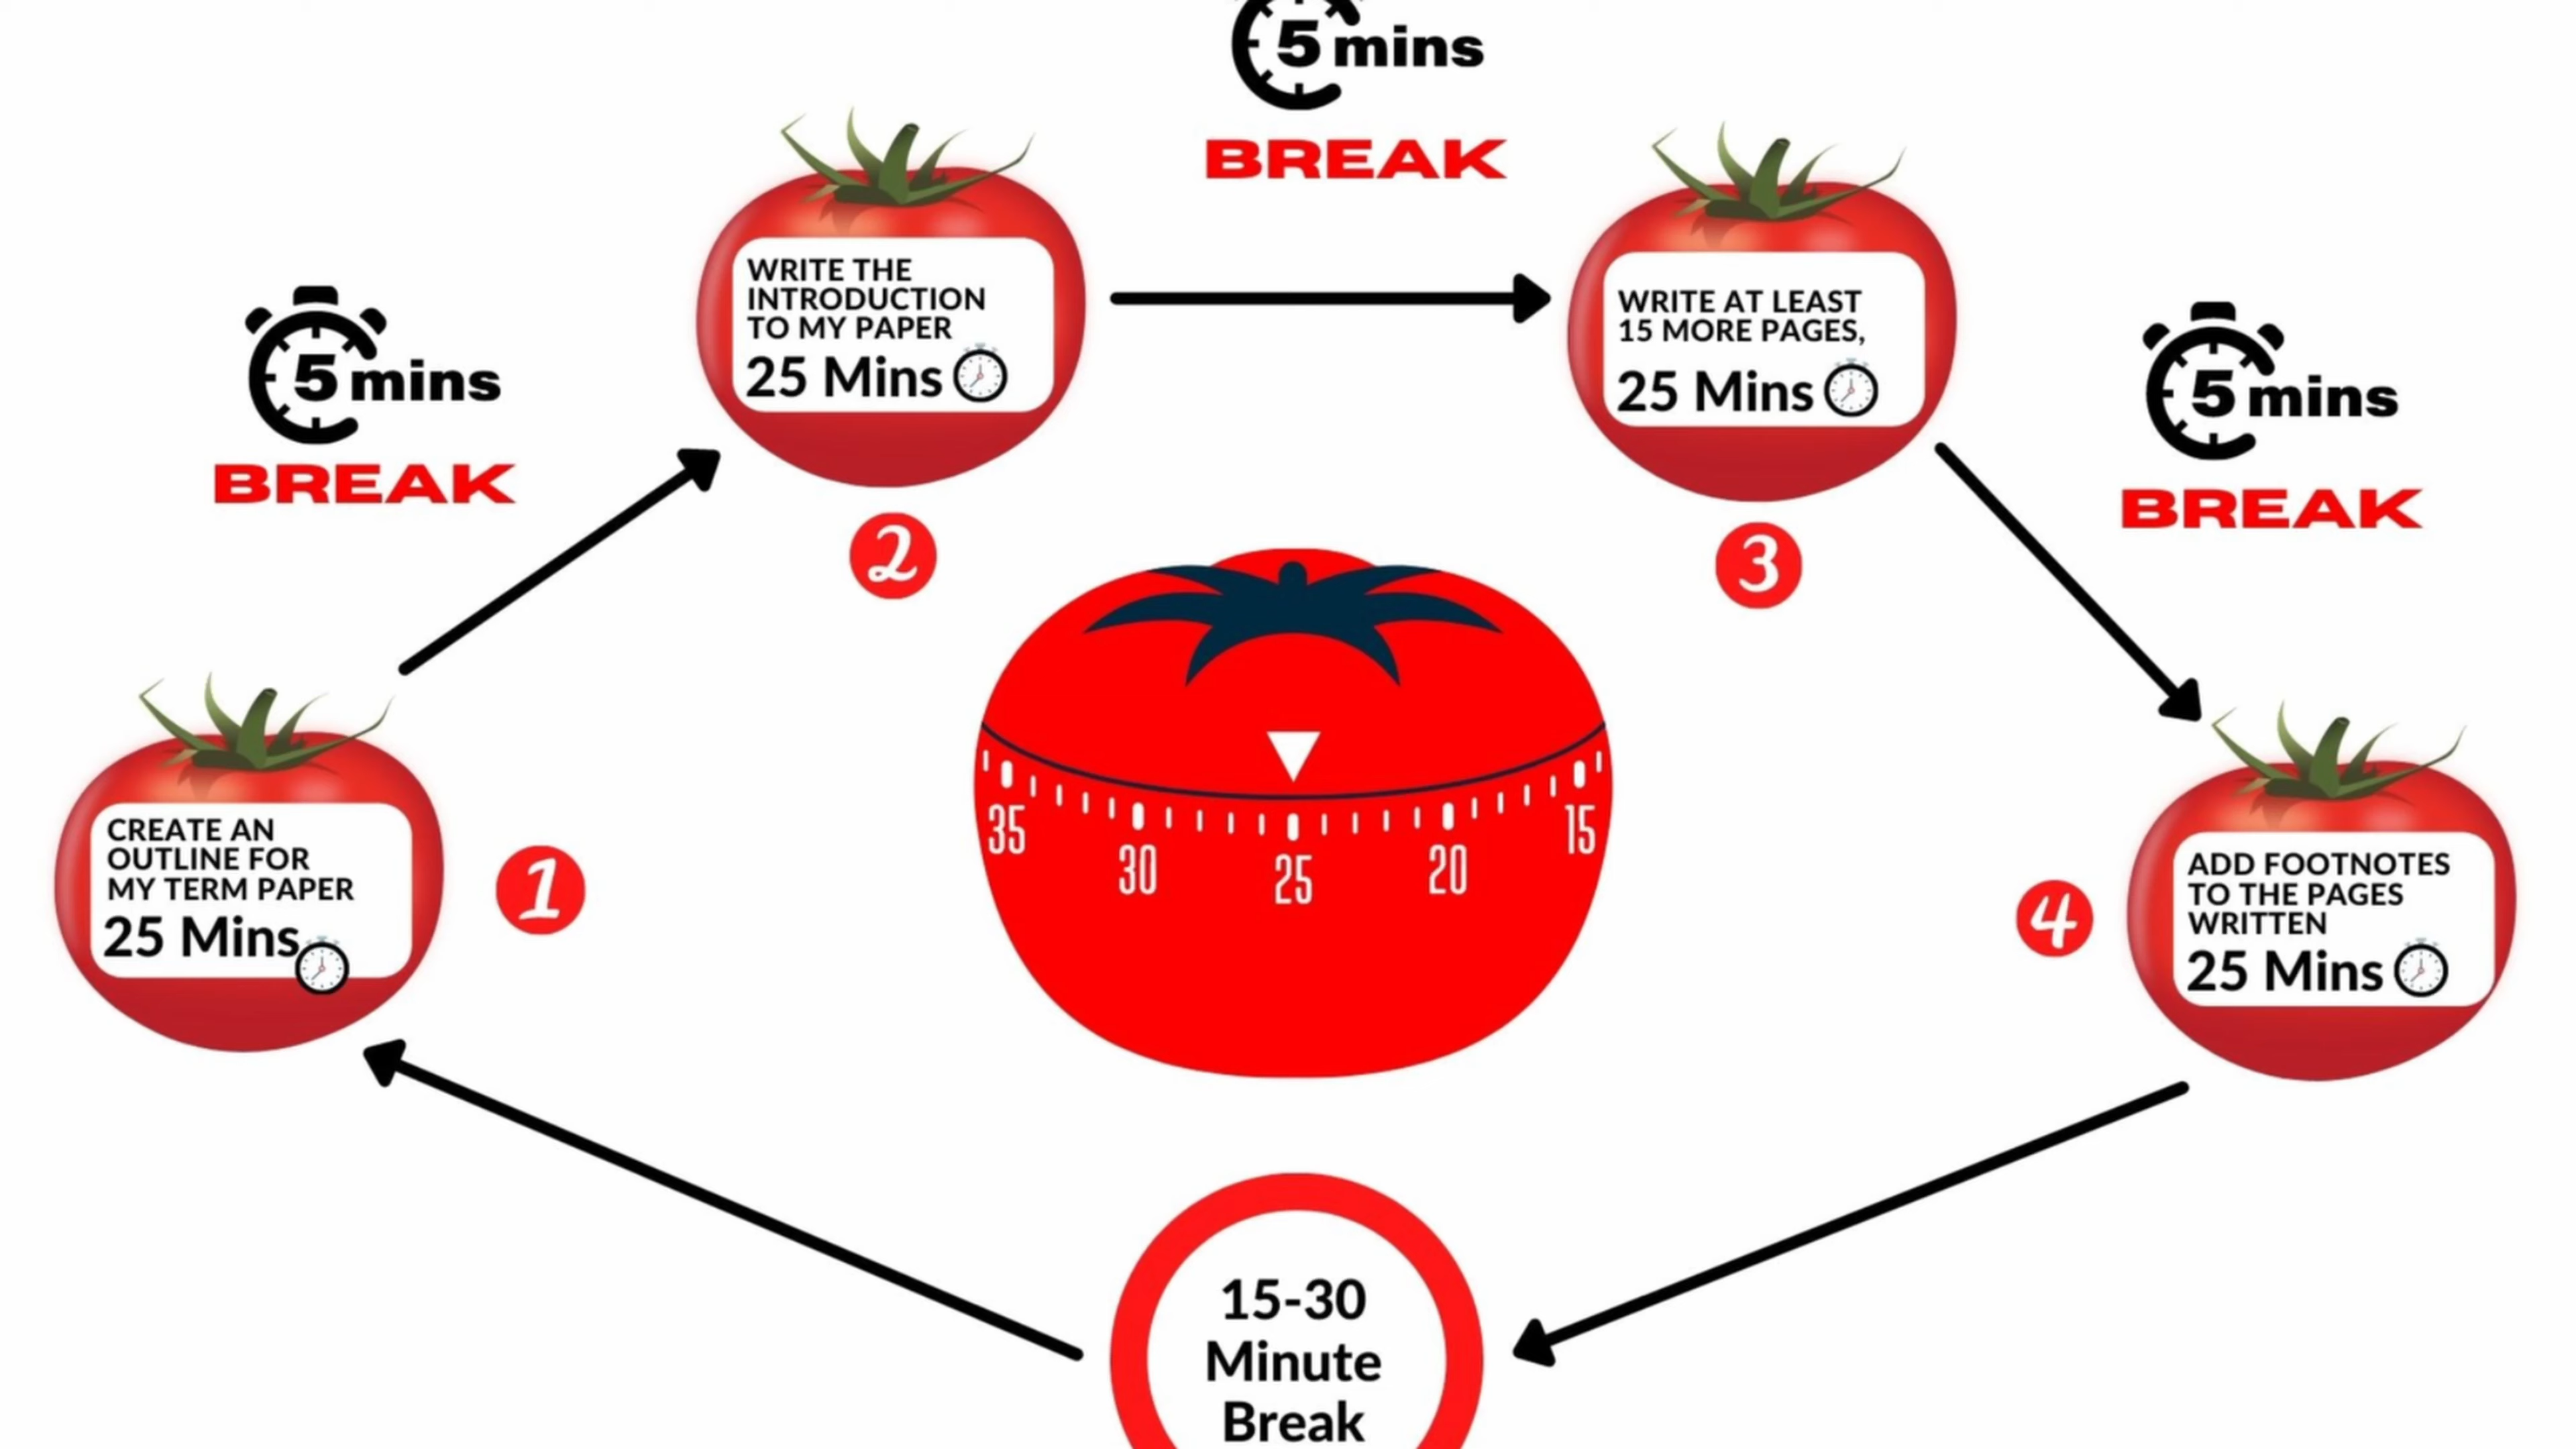 5 mins
BREAK
WRITE THE
INTRODUCTION
TO MY PAPER
25 Mins
2
WRITE AT LEAST
15 MORE PAGES,
25 Mins
3
5 mins
BREAK
5 mins
BREAK
CREATE AN
OUTLINE FOR
MY TERM PAPER
25 Mins
1
35 30 25 20 15
4
ADD FOOTNOTES
TO THE PAGES
WRITTEN
25 Mins
15-30
Minute
Break